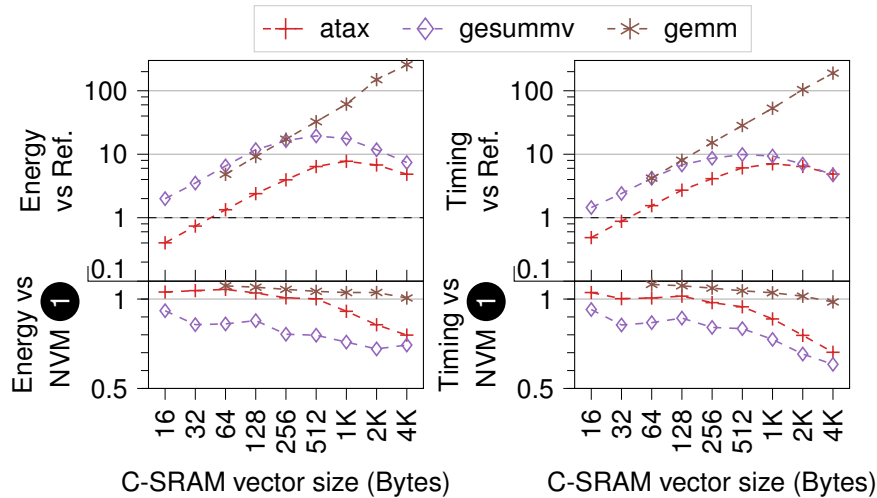 atax gesummv gemm
Energy
vs Ref.
100
10
1
0.1
Energy vs
NVM 1
1
0.5
16 32 64 128 256 512 1K 2K 4K
C-SRAM vector size (Bytes)
Timing
vs Ref.
100
10
1
0.1
Timing vs
NVM 1
1
0.5
16 32 64 128 256 512 1K 2K 4K
C-SRAM vector size (Bytes)